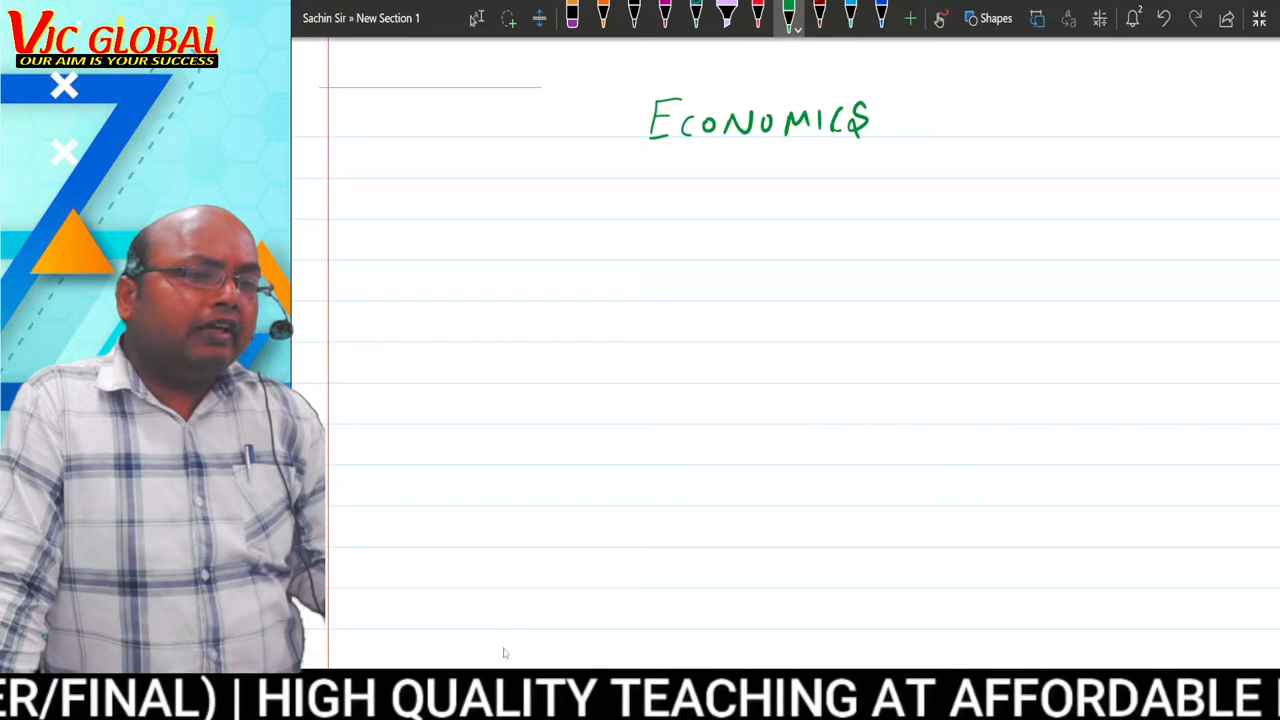 VJC GLOBAL
OUR AIM IS YOUR SUCCESS
Sachin Sir » New Section 1
Shapes
2
ECONOMICS
ER/FINAL) | HIGH QUALITY TEACHING AT AFFORDABLE